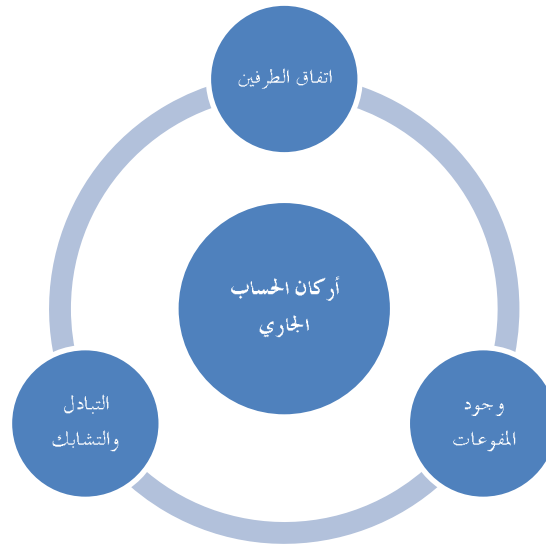 اتفاق الطرفين
أركان الحساب
الجاري
وجود
المفوعات
التبادل
والتشابك